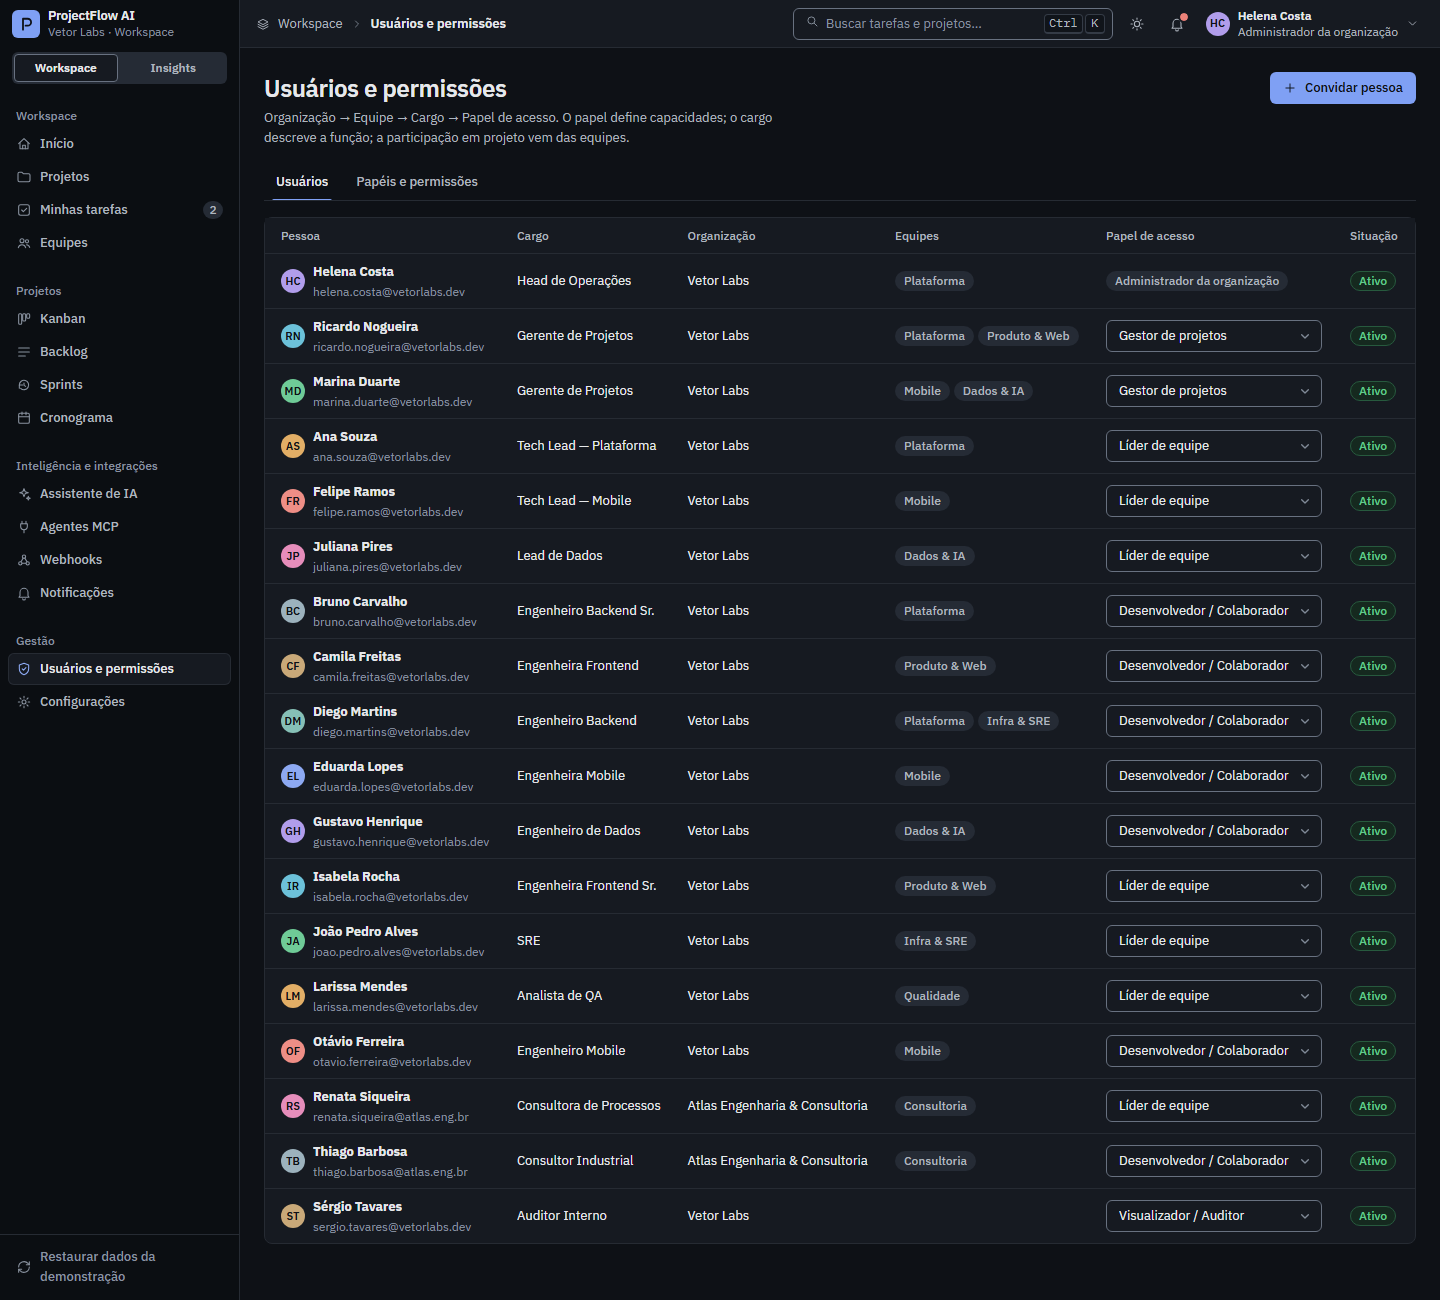 ProjectFlow AI
Vetor Labs · Workspace
Workspace
Insights
Workspace
Início
Projetos
Minhas tarefas 2
Equipes
Projetos
Kanban
Backlog
Sprints
Cronograma
Inteligência e integrações
Assistente de IA
Agentes MCP
Webhooks
Notificações
Gestão
Usuários e permissões
Configurações
Restaurar dados da
demonstração
Workspace > Usuários e permissões
Buscar tarefas e projetos... Ctrl K
HC
Helena Costa
Administrador da organização
Usuários e permissões
Organização → Equipe → Cargo → Papel de acesso. O papel define capacidades; o cargo
descreve a função; a participação em projeto vem das equipes.
+ Convidar pessoa
Usuários Papéis e permissões
Pessoa Cargo Organização Equipes Papel de acesso Situação
HC Helena Costa
helena.costa@vetorlabs.dev
Head de Operações Vetor Labs Plataforma Administrador da organização Ativo
RN Ricardo Nogueira
ricardo.nogueira@vetorlabs.dev
Gerente de Projetos Vetor Labs Plataforma Produto & Web Gestor de projetos Ativo
MD Marina Duarte
marina.duarte@vetorlabs.dev
Gerente de Projetos Vetor Labs Mobile Dados & IA Gestor de projetos Ativo
AS Ana Souza
ana.souza@vetorlabs.dev
Tech Lead — Plataforma Vetor Labs Plataforma Líder de equipe Ativo
FR Felipe Ramos
felipe.ramos@vetorlabs.dev
Tech Lead — Mobile Vetor Labs Mobile Líder de equipe Ativo
JP Juliana Pires
juliana.pires@vetorlabs.dev
Lead de Dados Vetor Labs Dados & IA Líder de equipe Ativo
BC Bruno Carvalho
bruno.carvalho@vetorlabs.dev
Engenheiro Backend Sr. Vetor Labs Plataforma Desenvolvedor / Colaborador Ativo
CF Camila Freitas
camila.freitas@vetorlabs.dev
Engenheira Frontend Vetor Labs Produto & Web Desenvolvedor / Colaborador Ativo
DM Diego Martins
diego.martins@vetorlabs.dev
Engenheiro Backend Vetor Labs Plataforma Infra & SRE Desenvolvedor / Colaborador Ativo
EL Eduarda Lopes
eduarda.lopes@vetorlabs.dev
Engenheira Mobile Vetor Labs Mobile Desenvolvedor / Colaborador Ativo
GH Gustavo Henrique
gustavo.henrique@vetorlabs.dev
Engenheiro de Dados Vetor Labs Dados & IA Desenvolvedor / Colaborador Ativo
IR Isabela Rocha
isabela.rocha@vetorlabs.dev
Engenheira Frontend Sr. Vetor Labs Produto & Web Líder de equipe Ativo
JA João Pedro Alves
joao.pedro.alves@vetorlabs.dev
SRE Vetor Labs Infra & SRE Líder de equipe Ativo
LM Larissa Mendes
larissa.mendes@vetorlabs.dev
Analista de QA Vetor Labs Qualidade Líder de equipe Ativo
OF Otávio Ferreira
otavio.ferreira@vetorlabs.dev
Engenheiro Mobile Vetor Labs Mobile Desenvolvedor / Colaborador Ativo
RS Renata Siqueira
renata.siqueira@atlas.eng.br
Consultora de Processos Atlas Engenharia & Consultoria Consultoria Líder de equipe Ativo
TB Thiago Barbosa
thiago.barbosa@atlas.eng.br
Consultor Industrial Atlas Engenharia & Consultoria Consultoria Desenvolvedor / Colaborador Ativo
ST Sérgio Tavares
sergio.tavares@vetorlabs.dev
Auditor Interno Vetor Labs Visualizador / Auditor Ativo